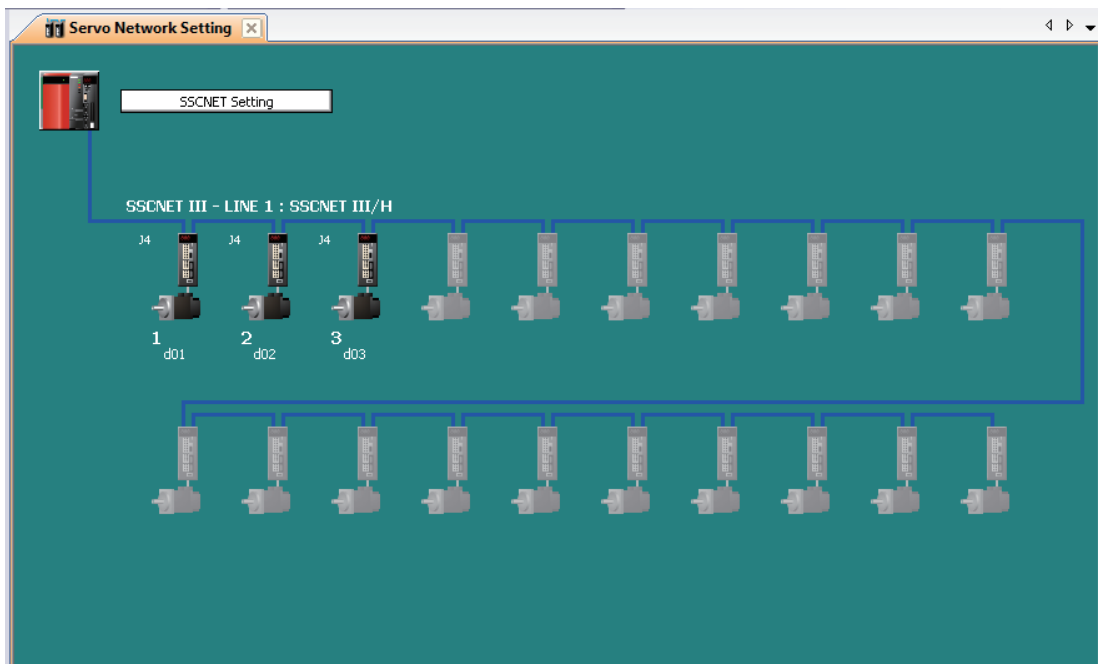 Servo Network Setting
SSCNET Setting
SSCNET III - LINE 1 : SSCNET III/H
J4 J4 J4
1 2 3
d01 d02 d03